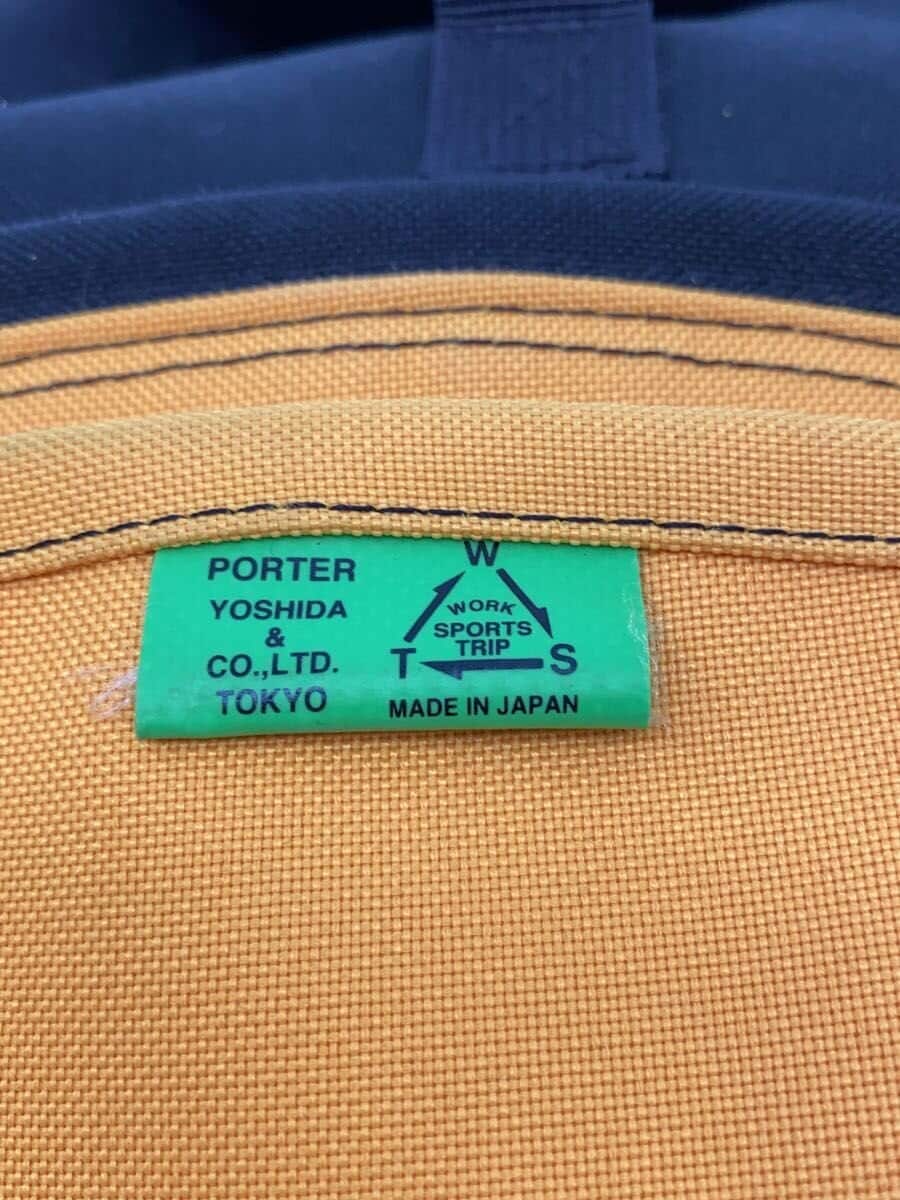 PORTER
YOSHIDA
&
CO.,LTD.
TOKYO
W
WORK
SPORTS
TRIP
T S
MADE IN JAPAN